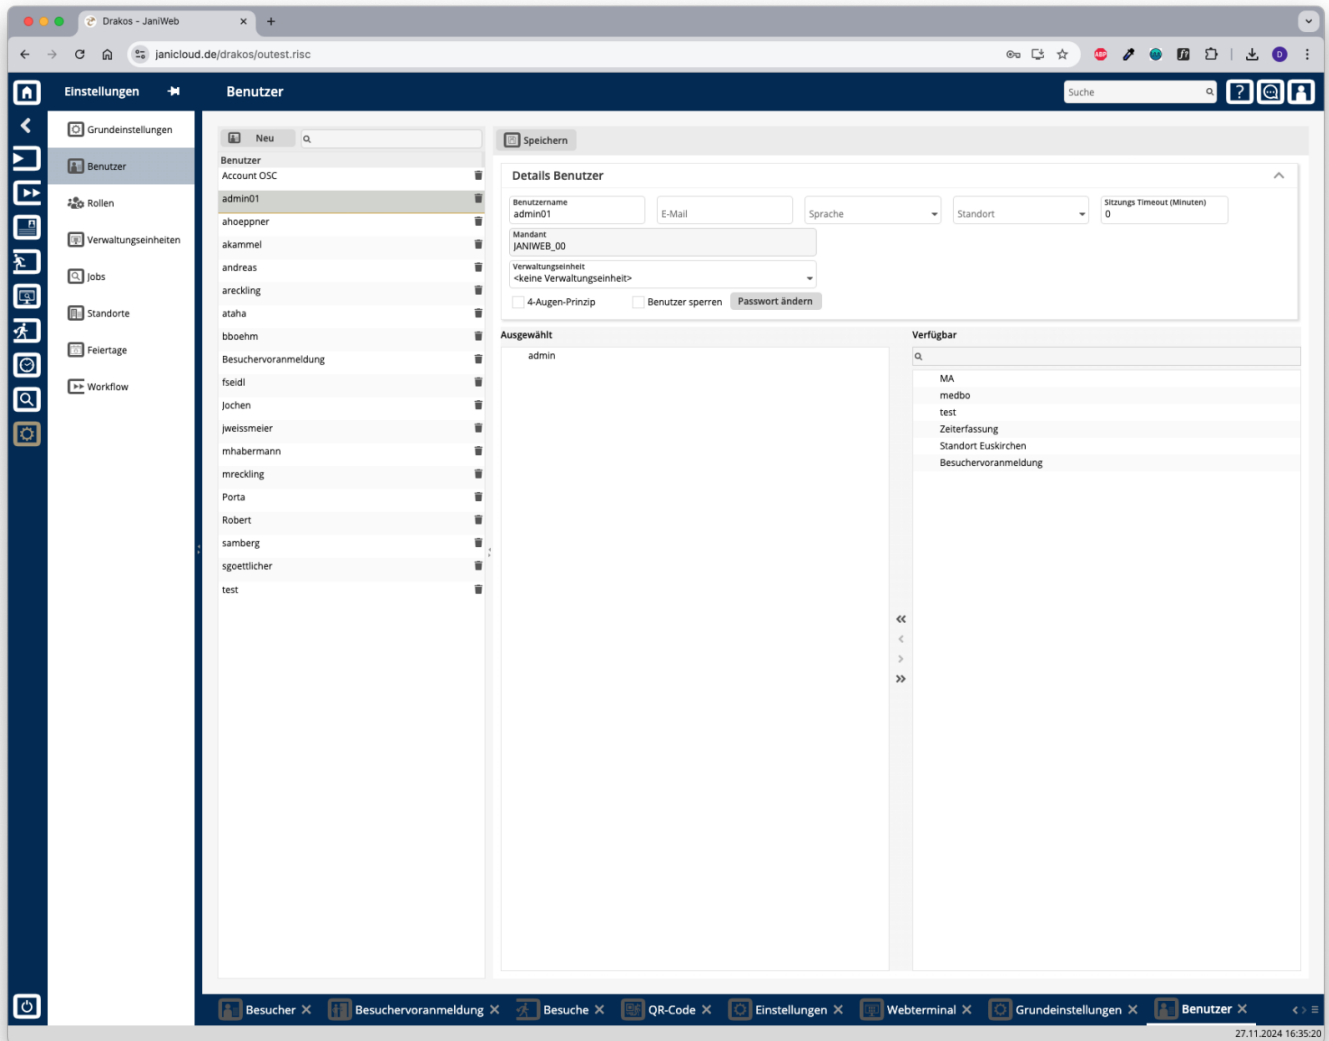 Drakos - JaniWeb
janicloud.de/drakos/outest.risc
ABP
D
Einstellungen
Benutzer
Suche
?
Grundeinstellungen
Benutzer
Rollen
Verwaltungseinheiten
Jobs
Standorte
Feiertage
Workflow
Neu
Benutzer
Account OSC
admin01
ahoeppner
akammel
andreas
areckling
ataha
bboehm
Besuchervoranmeldung
fseidl
Jochen
jweissmeier
mhabermann
mreckling
Porta
Robert
samberg
sgoettlicher
test
Speichern
Details Benutzer
Benutzername
admin01
E-Mail
Sprache
Standort
Sitzungs Timeout (Minuten)
0
Mandant
JANIWEB_00
Verwaltungseinheit
<keine Verwaltungseinheit>
4-Augen-Prinzip
Benutzer sperren
Passwort ändern
Ausgewählt
admin
Verfügbar
MA
medbo
test
Zeiterfassung
Standort Euskirchen
Besuchervoranmeldung
Besucher
Besuchervoranmeldung
Besuche
QR-Code
Einstellungen
Webterminal
Grundeinstellungen
Benutzer
27.11.2024 16:35:20